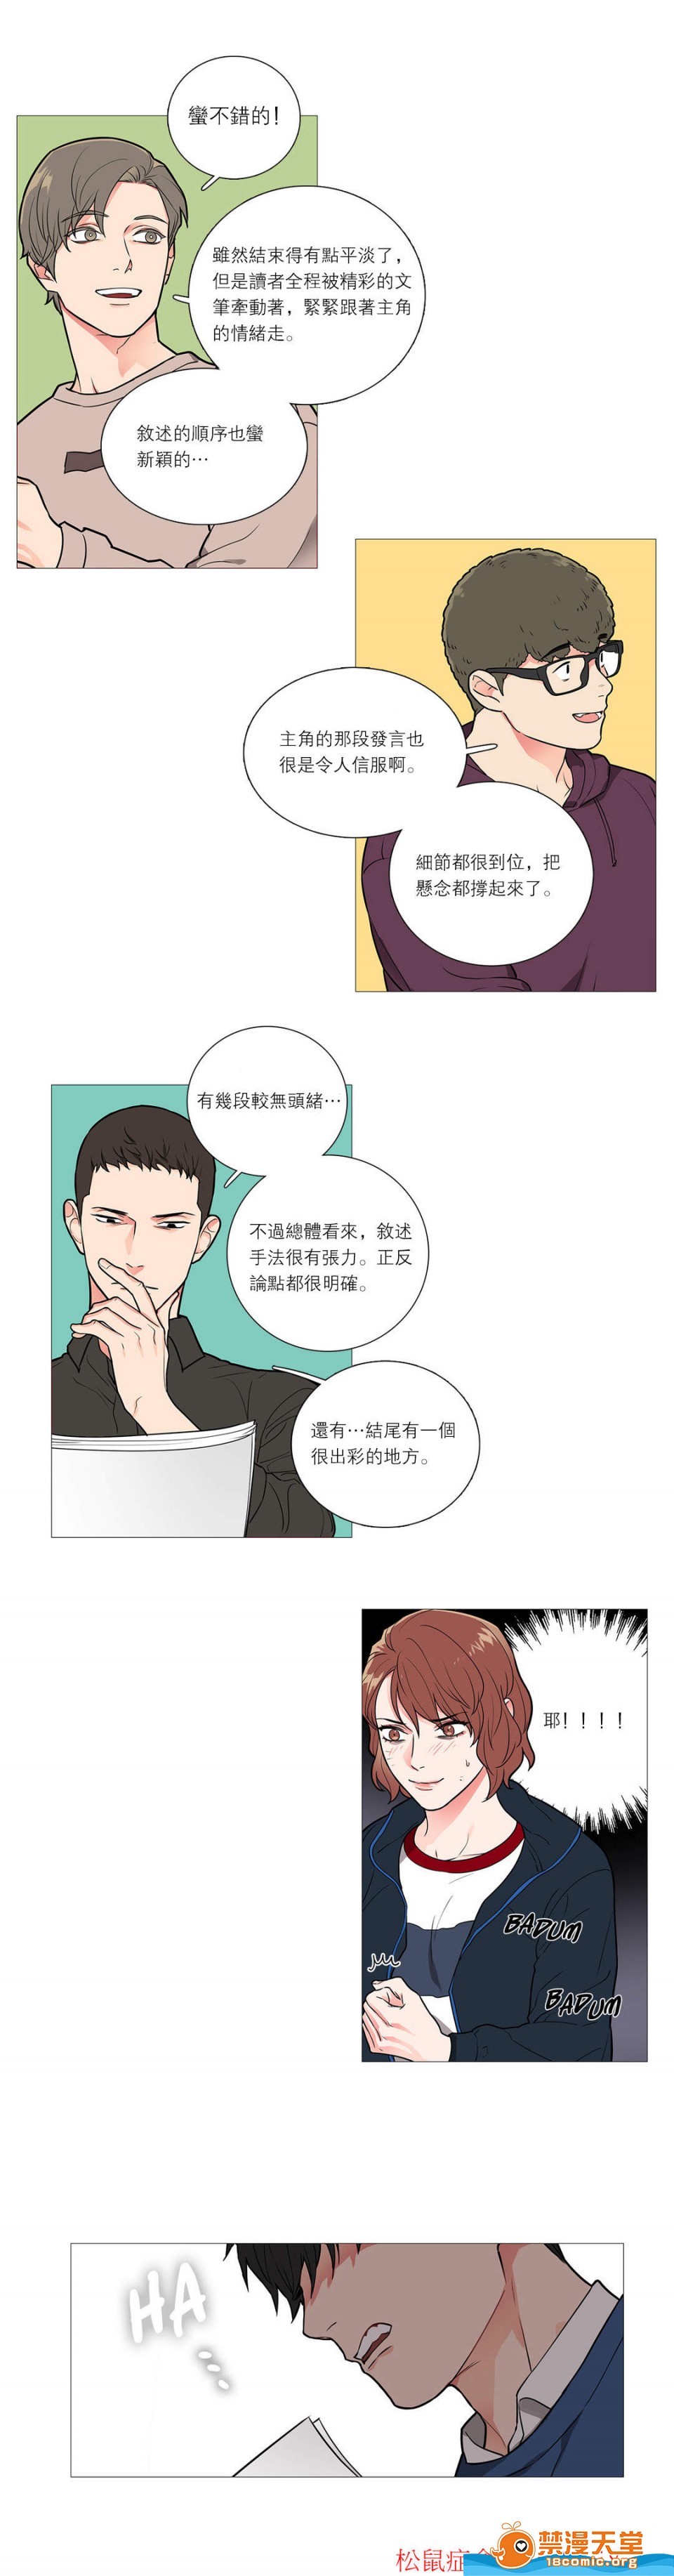 蠻不錯的！
雖然結束得有點平淡了，
但是讀者全程被精彩的文
筆牽動著，緊緊跟著主角
的情緒走。
敘述的順序也蠻
新穎的…
主角的那段發言也
很是令人信服啊。
細節都很到位，把
懸念都撐起來了。
有幾段較無頭緒…
不過總體看來，敘述
手法很有張力。正反
論點都很明確。
還有…結尾有一個
很出彩的地方。
耶！！！！
BADUM
BADUM
HA
...
松鼠症
禁漫天堂
18comic.org